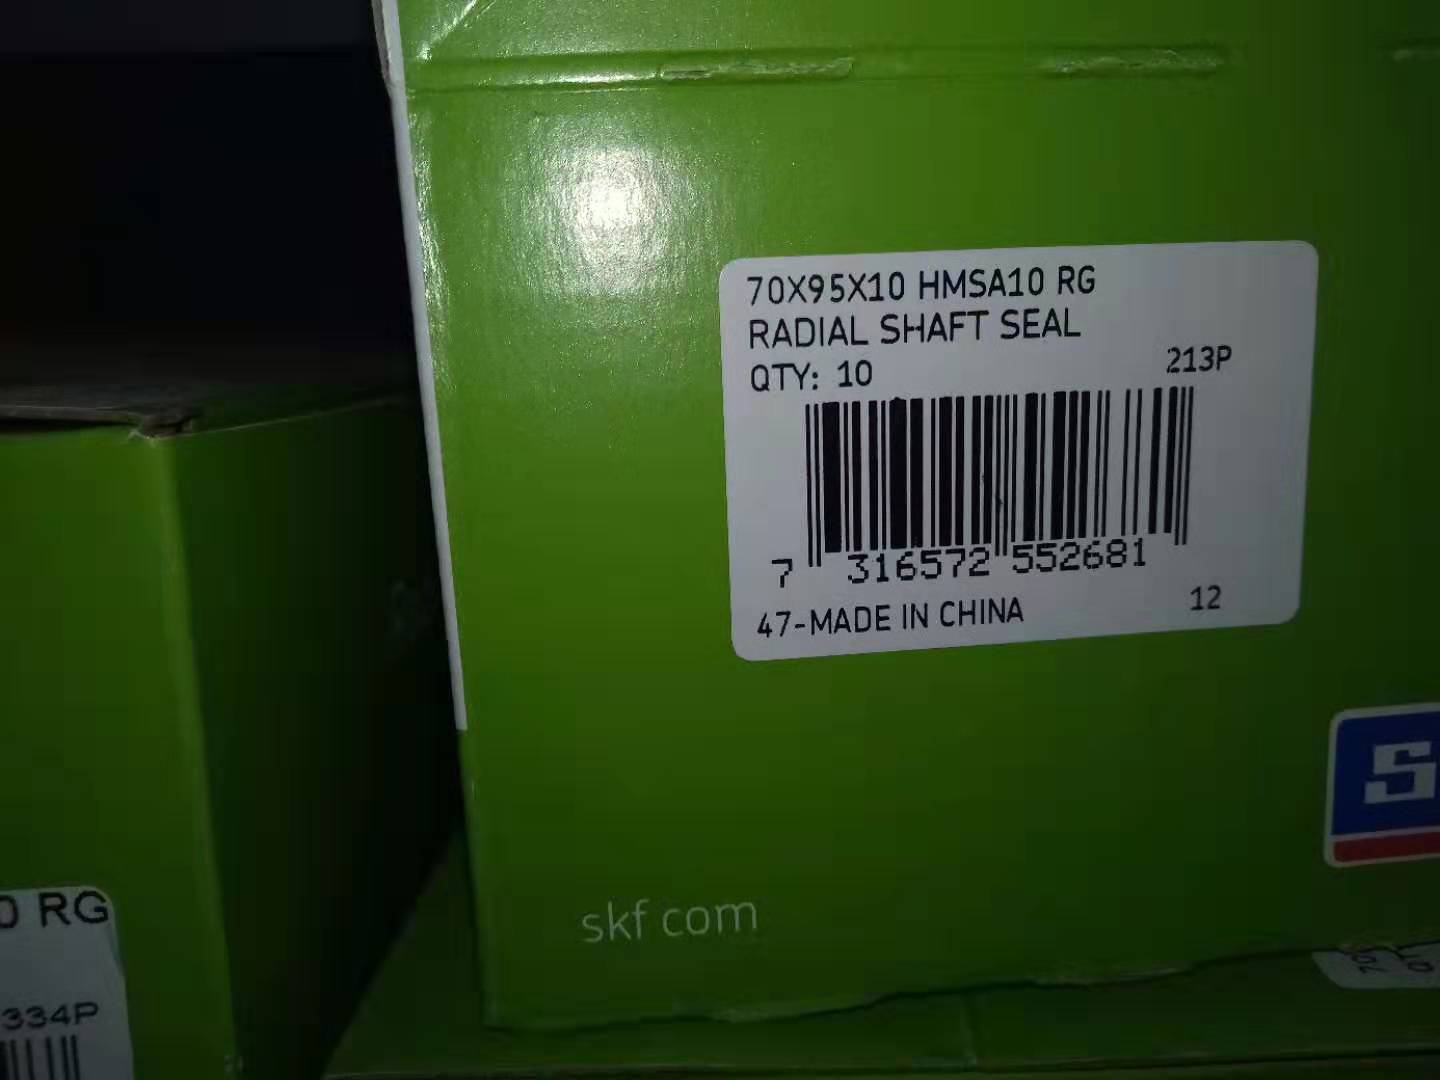 70X95X10 HMSA10 RG
RADIAL SHAFT SEAL
QTY: 10
213P
7 316572 552681
47-MADE IN CHINA
12
S
skf com
0 RG
334P